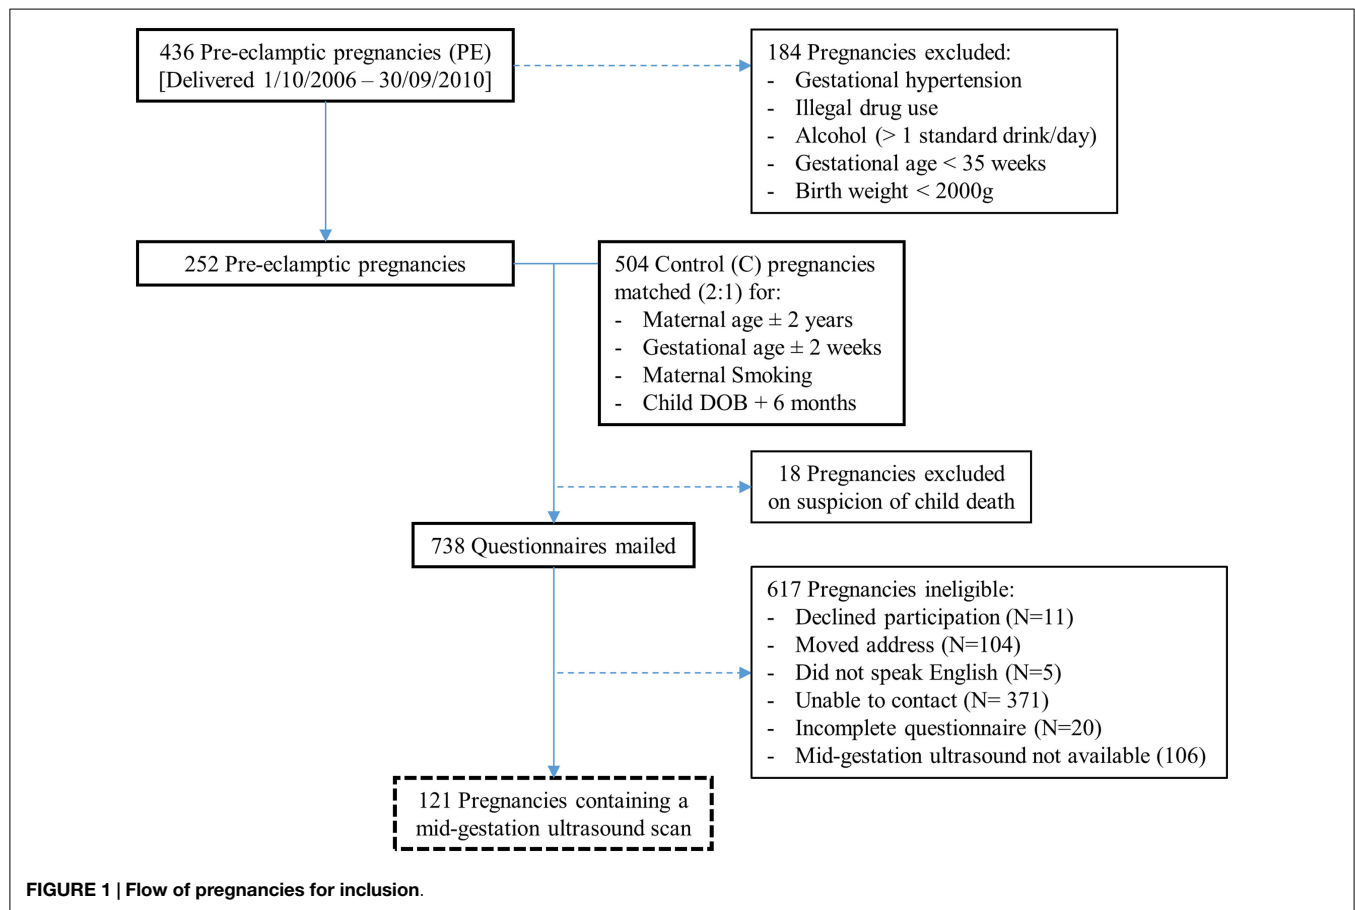 436 Pre-eclamptic pregnancies (PE)
[Delivered 1/10/2006 – 30/09/2010]
184 Pregnancies excluded:
- Gestational hypertension
- Illegal drug use
- Alcohol (> 1 standard drink/day)
- Gestational age < 35 weeks
- Birth weight < 2000g
252 Pre-eclamptic pregnancies
504 Control (C) pregnancies
matched (2:1) for:
- Maternal age ± 2 years
- Gestational age ± 2 weeks
- Maternal Smoking
- Child DOB + 6 months
18 Pregnancies excluded
on suspicion of child death
738 Questionnaires mailed
617 Pregnancies ineligible:
- Declined participation (N=11)
- Moved address (N=104)
- Did not speak English (N=5)
- Unable to contact (N= 371)
- Incomplete questionnaire (N=20)
- Mid-gestation ultrasound not available (106)
121 Pregnancies containing a
mid-gestation ultrasound scan
FIGURE 1 | Flow of pregnancies for inclusion.